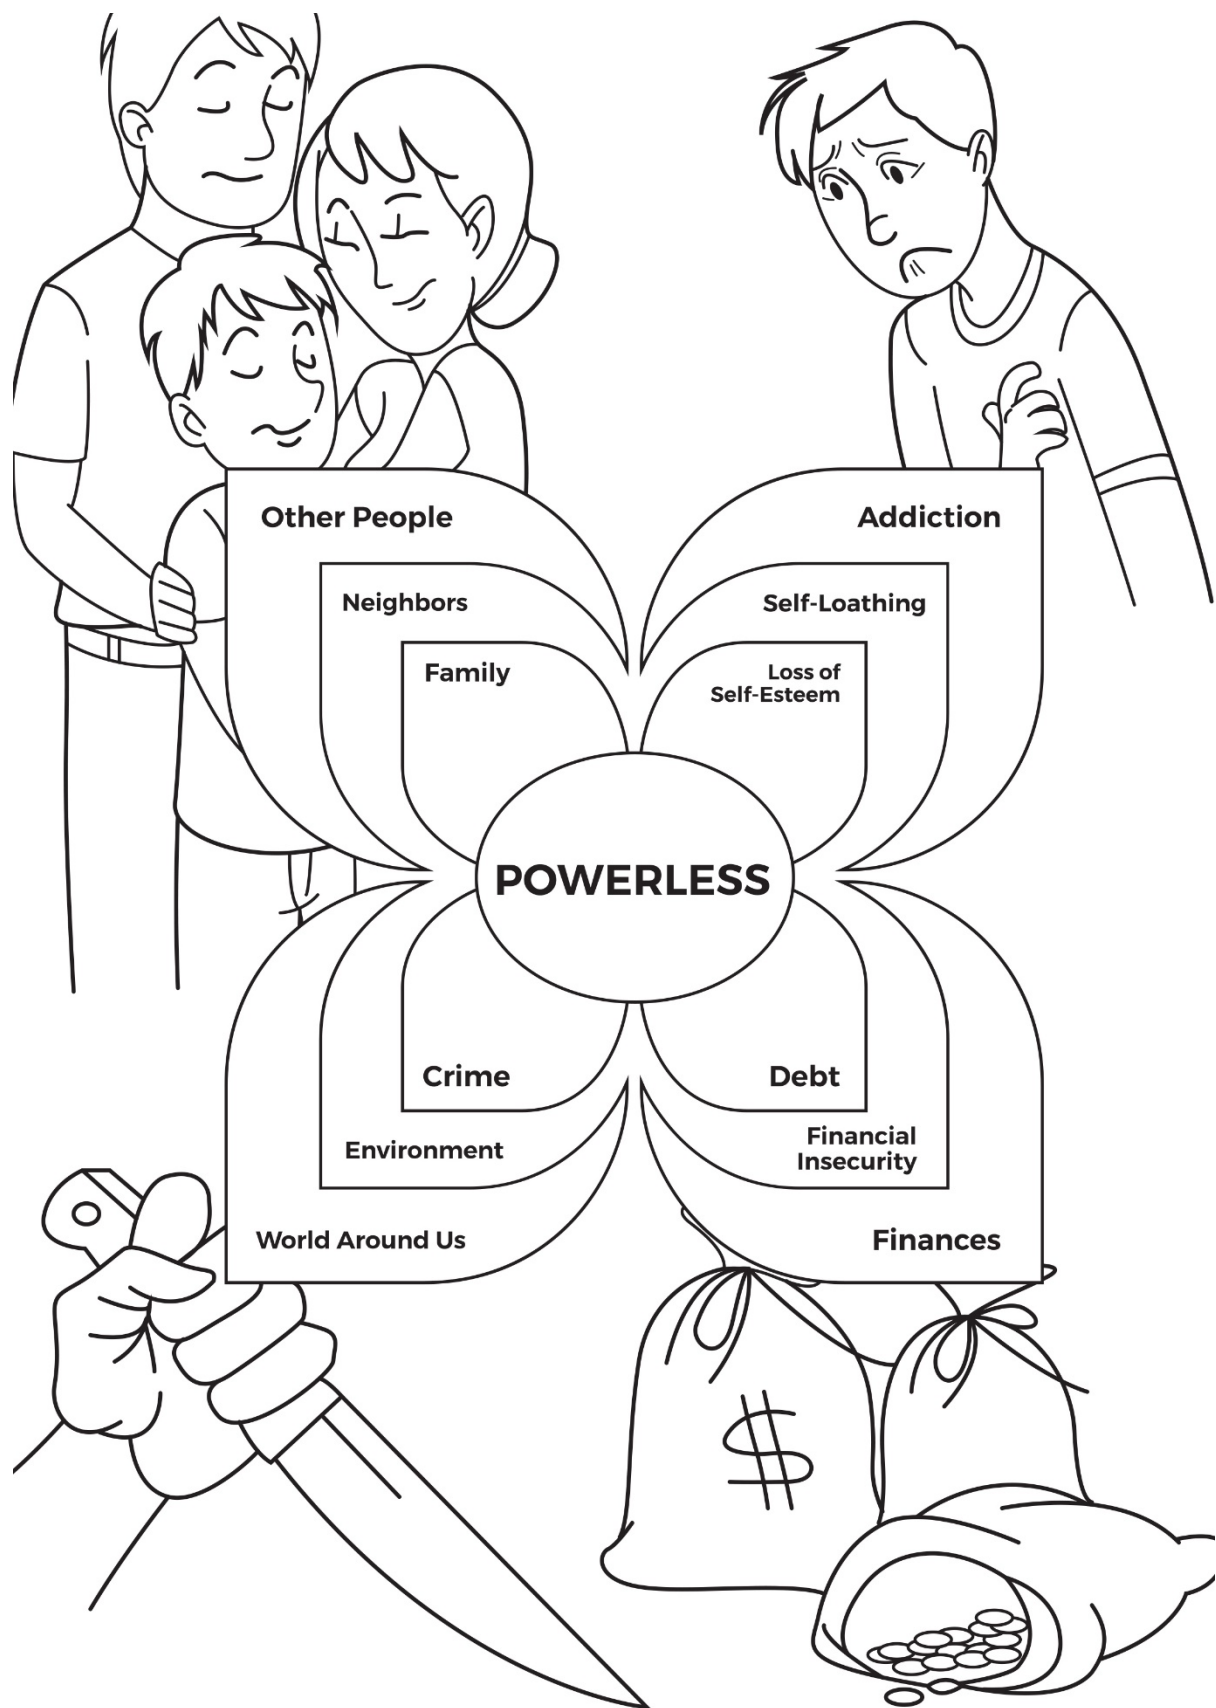 Other People
Addiction
Neighbors
Self-Loathing
Family
Loss of
Self-Esteem
POWERLESS
Crime
Debt
Environment
Financial
Insecurity
World Around Us
Finances
$